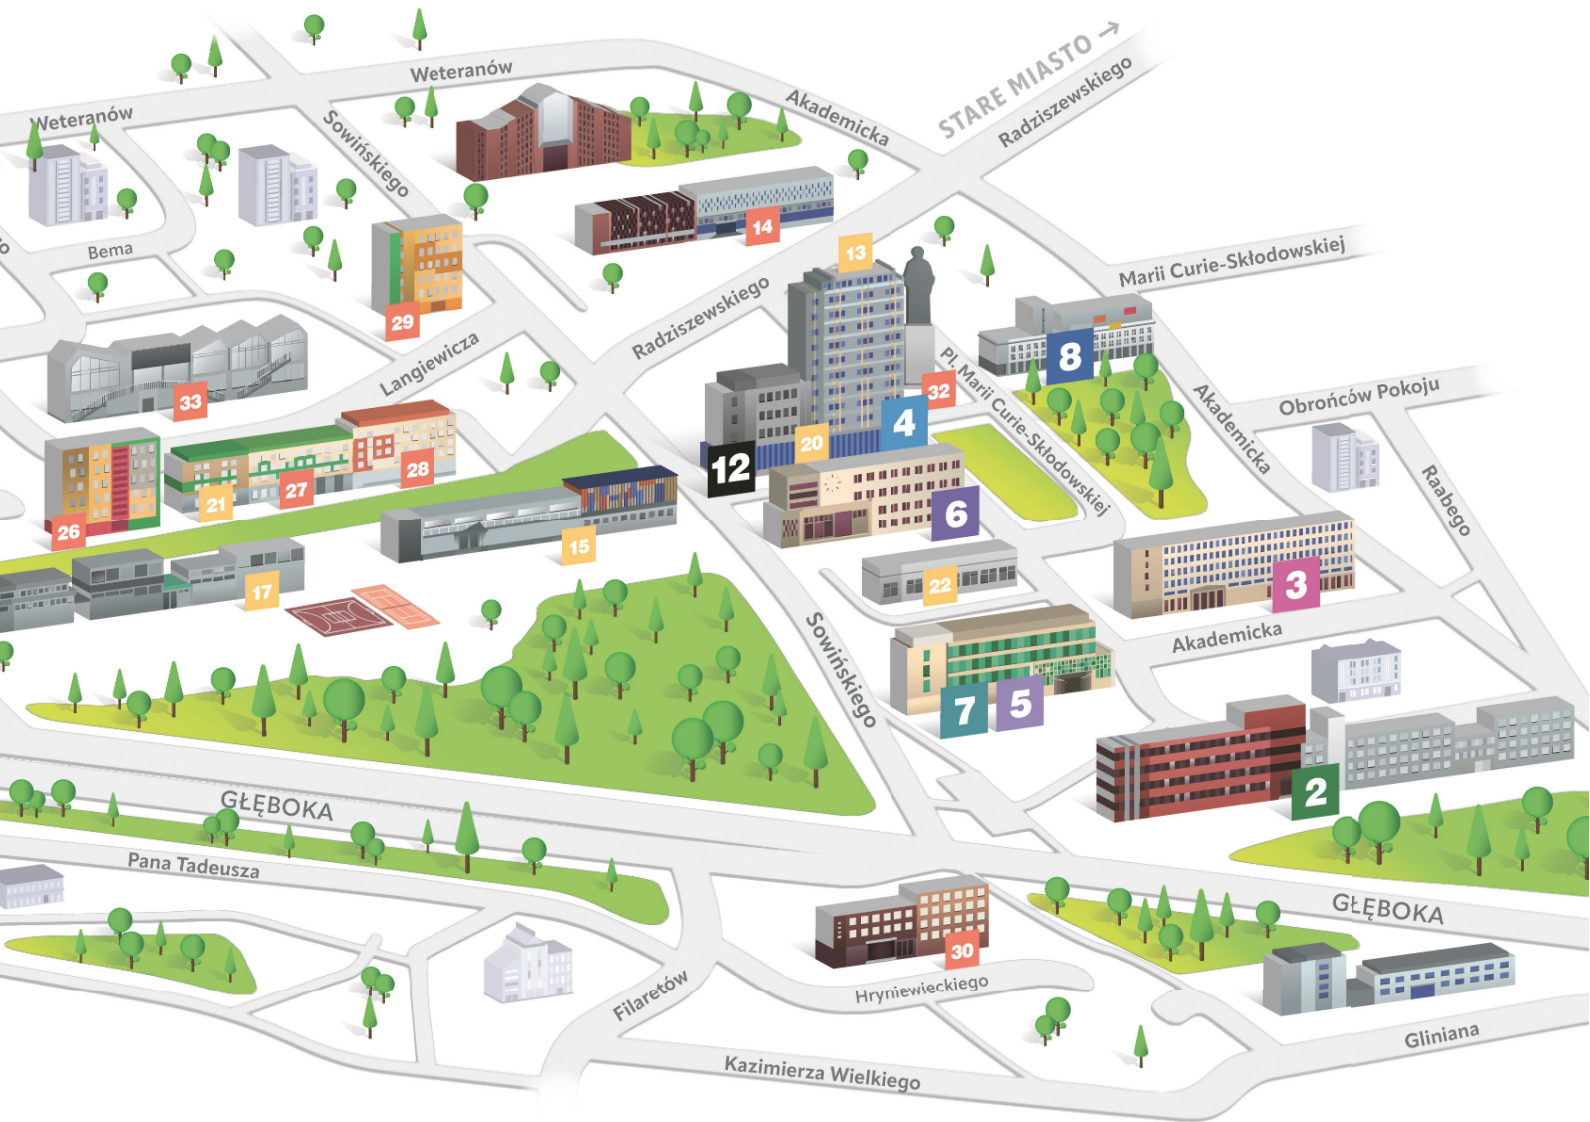 STARE MIASTO →
Weteranów
Akademicka
Radziszewskiego
Weteranów
Sowińskiego
14
13
Bema
Marii Curie-Skłodowskiej
Radziszewskiego
29
Langiewicza
8
Pl. Marii Curie-Skłodowskiej
33
32
4
Akademicka
Obrońców Pokoju
20
12
28
27
21
26
6
Raabego
15
17
22
3
Akademicka
Sowińskiego
7
5
2
GŁĘBOKA
Pana Tadeusza
GŁĘBOKA
30
Hryniewieckiego
Filaretów
Gliniana
Kazimierza Wielkiego